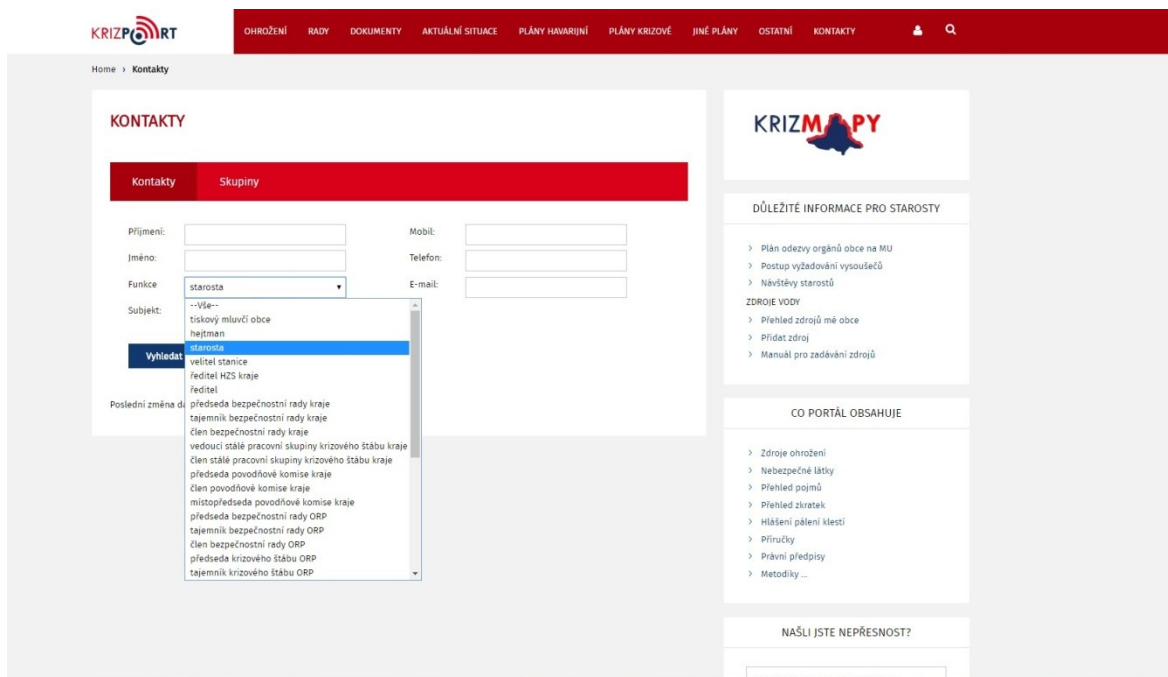 KRIZPORT
OHROŽENÍ RADY DOKUMENTY AKTUÁLNÍ SITUACE PLÁNY HAVARIJNÍ PLÁNY KRIZOVÉ JINÉ PLÁNY OSTATNÍ KONTAKTY
Home › Kontakty
KONTAKTY
Kontakty Skupiny
Příjmení:
Mobil:
Jméno:
Telefon:
Funkce starosta
E-mail:
Subjekt:
--Vše--
tiskový mluvčí obce
hejtman
starosta
velitel stanice
ředitel HZS kraje
ředitel
předseda bezpečnostní rady kraje
tajemník bezpečnostní rady kraje
člen bezpečnostní rady kraje
vedoucí stálé pracovní skupiny krizového štábu kraje
člen stálé pracovní skupiny krizového štábu kraje
předseda povodňové komise kraje
člen povodňové komise kraje
místopředseda povodňové komise kraje
předseda bezpečnostní rady ORP
tajemník bezpečnostní rady ORP
člen bezpečnostní rady ORP
předseda krizového štábu ORP
tajemník krizového štábu ORP
Vyhledat
Poslední změna
KRIZMAPY
DŮLEŽITÉ INFORMACE PRO STAROSTY
› Plán odezvy orgánů obce na MU
› Postup vyžadování vysoušečů
› Návštěvy starostů
ZDROJE VODY
› Přehled zdrojů mé obce
› Přidat zdroj
› Manuál pro zadávání zdrojů
CO PORTÁL OBSAHUJE
› Zdroje ohrožení
› Nebezpečné látky
› Přehled pojmů
› Přehled zkratek
› Hlášení pálení klestí
› Příručky
› Právní předpisy
› Metodiky ...
NAŠLI JSTE NEPŘESNOST?